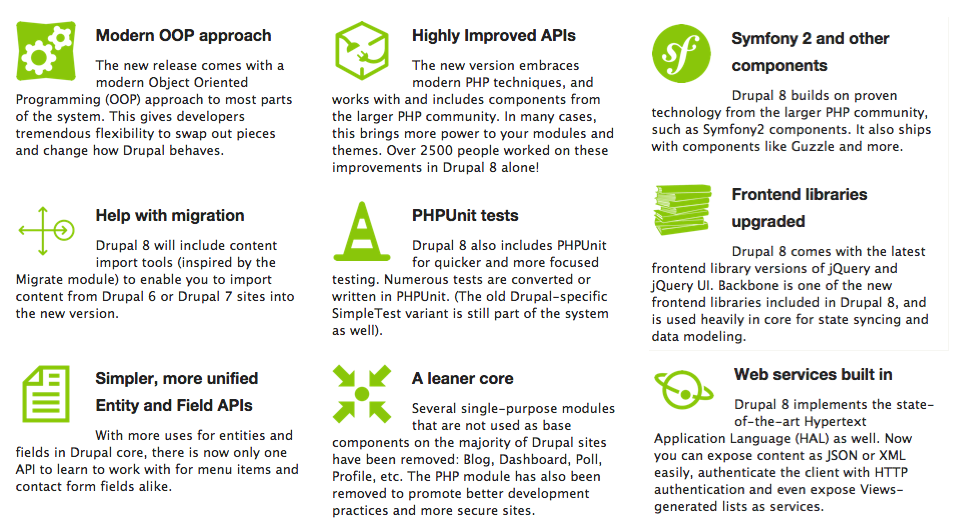 Modern OOP approach
The new release comes with a
modern Object Oriented
Programming (OOP) approach to most parts
of the system. This gives developers
tremendous flexibility to swap out pieces
and change how Drupal behaves.
Highly Improved APIs
The new version embraces
modern PHP techniques, and
works with and includes components from
the larger PHP community. In many cases,
this brings more power to your modules and
themes. Over 2500 people worked on these
improvements in Drupal 8 alone!
sf
Symfony 2 and other
components
Drupal 8 builds on proven
technology from the larger PHP community,
such as Symfony2 components. It also ships
with components like Guzzle and more.
Help with migration
Drupal 8 will include content
import tools (inspired by the
Migrate module) to enable you to import
content from Drupal 6 or Drupal 7 sites into
the new version.
PHPUnit tests
Drupal 8 also includes PHPUnit
for quicker and more focused
testing. Numerous tests are converted or
written in PHPUnit. (The old Drupal-specific
SimpleTest variant is still part of the system
as well).
Frontend libraries
upgraded
Drupal 8 comes with the latest
frontend library versions of jQuery and
jQuery UI. Backbone is one of the new
frontend libraries included in Drupal 8, and
is used heavily in core for state syncing and
data modeling.
Simpler, more unified
Entity and Field APIs
With more uses for entities and
fields in Drupal core, there is now only one
API to learn to work with for menu items and
contact form fields alike.
A leaner core
Several single-purpose modules
that are not used as base
components on the majority of Drupal sites
have been removed: Blog, Dashboard, Poll,
Profile, etc. The PHP module has also been
removed to promote better development
practices and more secure sites.
Web services built in
Drupal 8 implements the state-
of-the-art Hypertext
Application Language (HAL) as well. Now
you can expose content as JSON or XML
easily, authenticate the client with HTTP
authentication and even expose Views-
generated lists as services.